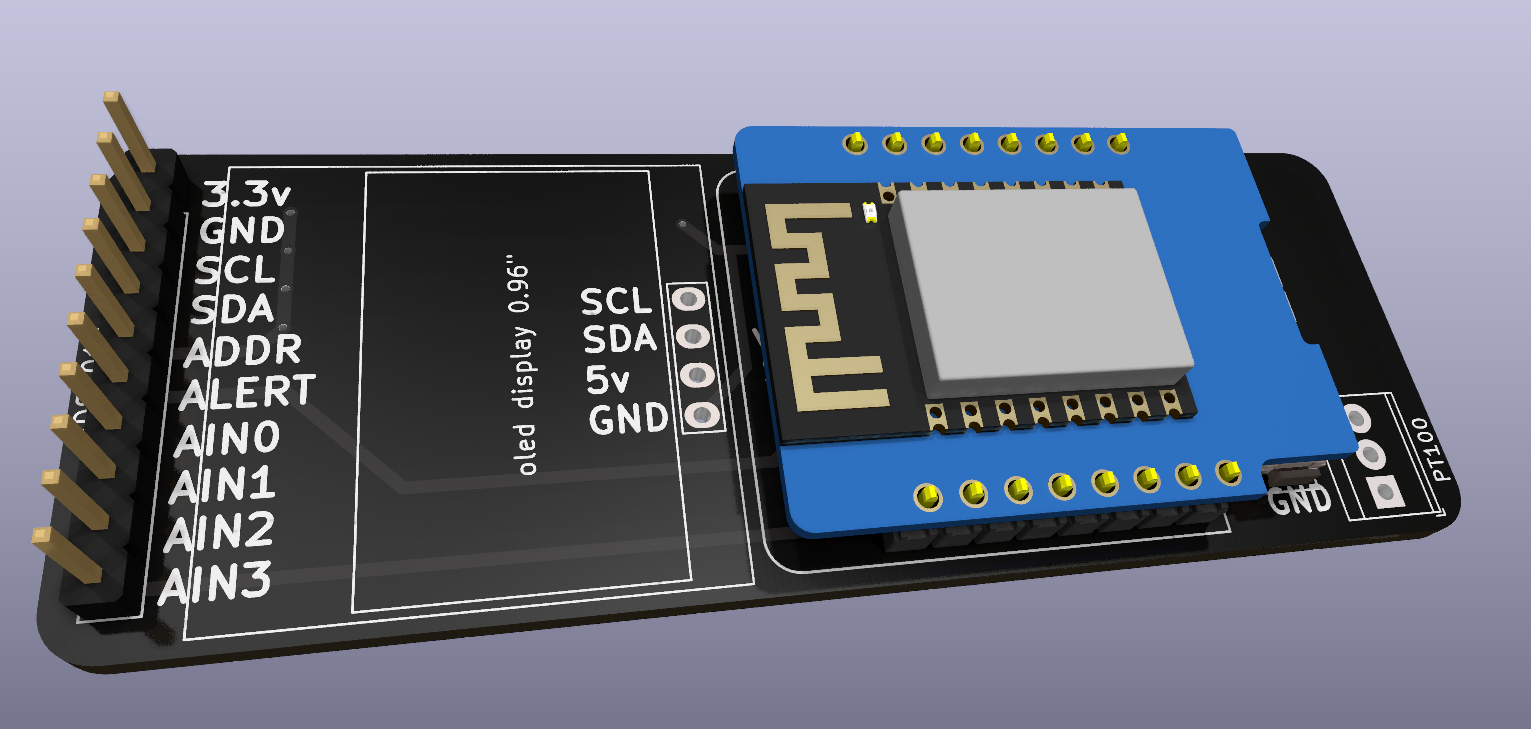 3.3v
GND
SCL
SDA
ADDR
ALERT
AIN0
AIN1
AIN2
AIN3
oled display 0.96"
SCL
SDA
5v
GND
GND
PT100